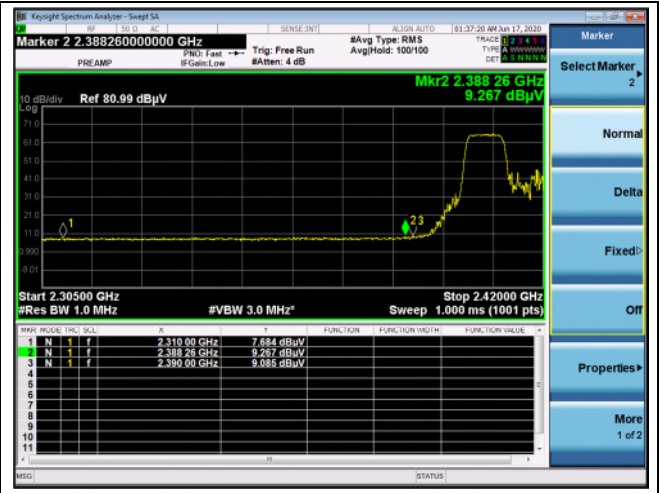 Keysight Spectrum Analyzer - Swept SA
RF 50 Ω AC SENSE:INT ALIGN AUTO 01:37:20 AM Jun 17, 2020
Marker 2 2.388260000000 GHz
PREAMP
PNO: Fast
IFGain:Low
Trig: Free Run
#Atten: 4 dB
#Avg Type: RMS
Avg|Hold: 100/100
TRACE 1 2 3 4 5 6
TYPE A WWWWW
DET A S N N N N
Mkr2 2.388 26 GHz
9.267 dBµV
10 dB/div Ref 80.99 dBµV
Log
71.0
61.0
51.0
41.0
31.0
21.0
11.0
0.990
-9.01
1
2 3
Start 2.30500 GHz Stop 2.42000 GHz
#Res BW 1.0 MHz #VBW 3.0 MHz* Sweep 1.000 ms (1001 pts)
MKR MODE TRC SCL X Y FUNCTION FUNCTION WIDTH FUNCTION VALUE
1 N 1 f 2.310 00 GHz 7.684 dBµV
2 N 1 f 2.388 26 GHz 9.267 dBµV
3 N 1 f 2.390 00 GHz 9.085 dBµV
4
5
6
7
8
9
10
11
MSG STATUS
Marker
Select Marker
2
Normal
Delta
Fixed
Off
Properties
More
1 of 2